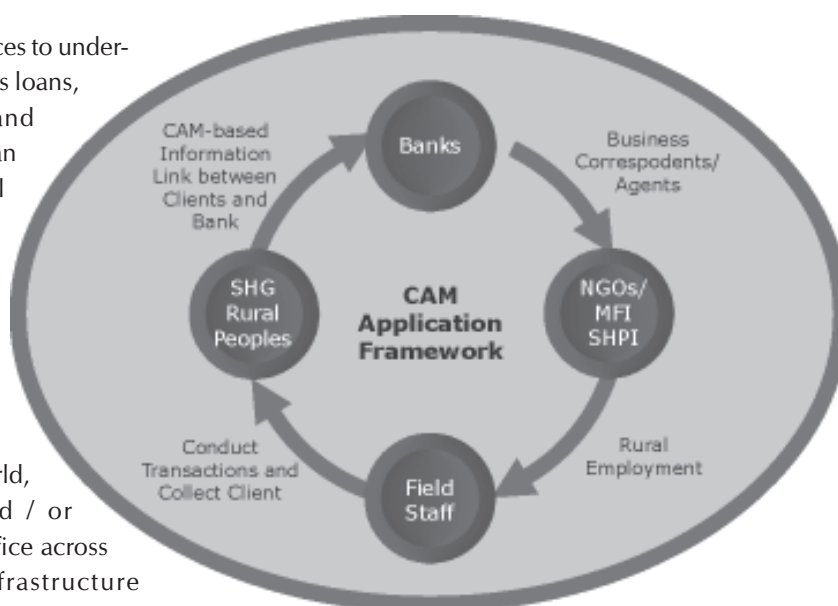 ces to under-
s loans,
and
an
l
Banks
CAM-based
Information
Link between
Clients and
Bank
Business
Correspodents/
Agents
SHG
Rural
Peoples
CAM
Application
Framework
NGOs/
MFI
SHPI
Conduct
Transactions and
Collect Client
Rural
Employment
Field
Staff
rld,
d / or
fice across
frastructure